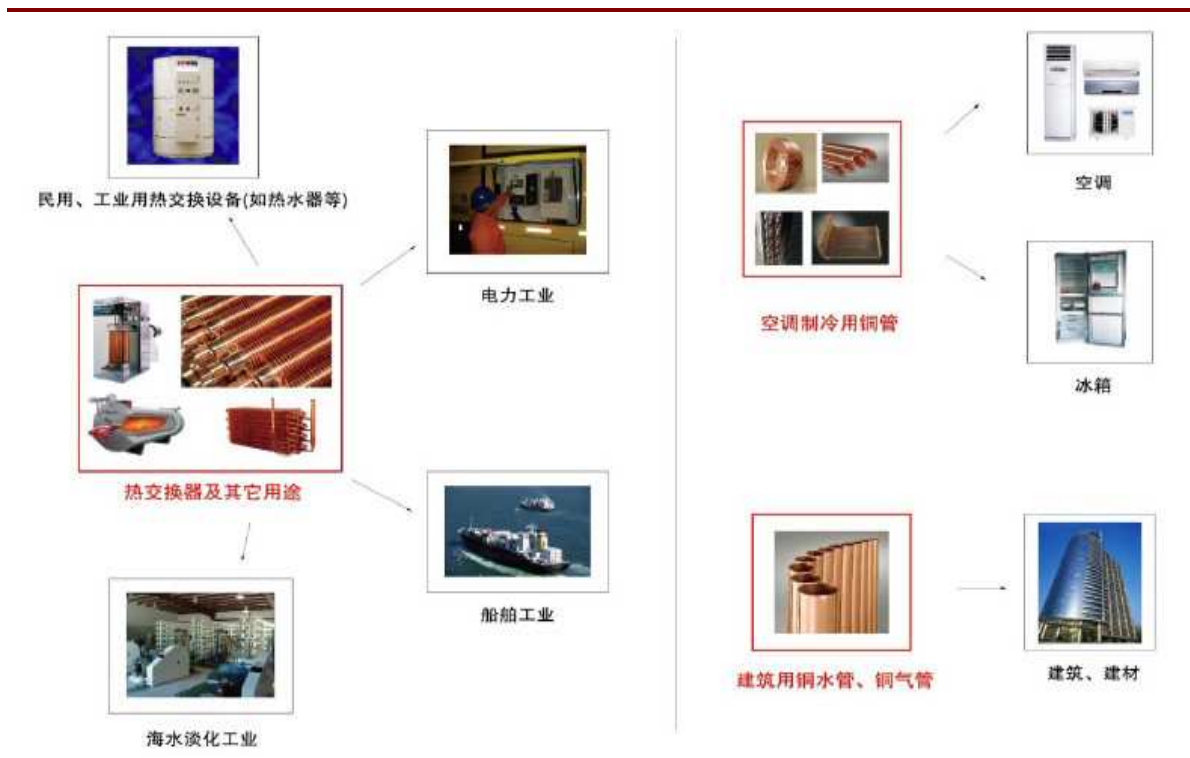 民用、工业用热交换设备(如热水器等)
电力工业
热交换器及其它用途
船舶工业
海水淡化工业
空调
空调制冷用铜管
冰箱
建筑用铜水管、铜气管
建筑、建材